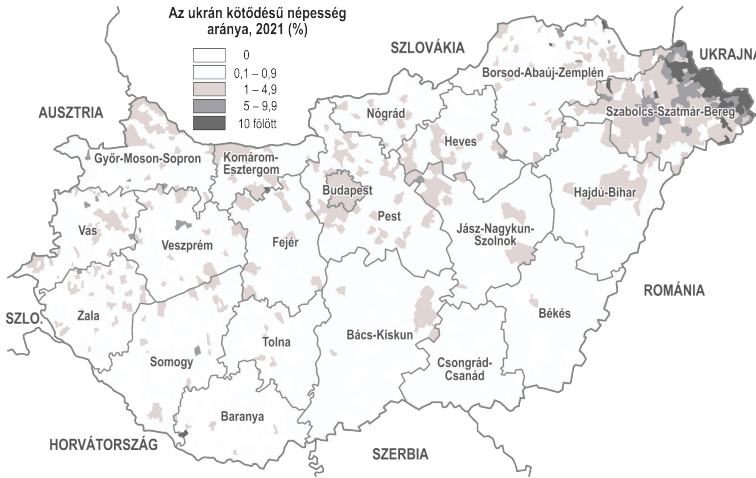 Az ukrán kötődésű népesség
aránya, 2021 (%)
0
0,1 – 0,9
1 – 4,9
5 – 9,9
10 fölött
SZLOVÁKIA
UKRAJNA
AUSZTRIA
Borsod-Abaúj-Zemplén
Szabolcs-Szatmár-Bereg
Nógrád
Heves
Győr-Moson-Sopron
Komárom-
Esztergom
Budapest
Hajdú-Bihar
Pest
Vas
Veszprém
Fejér
Jász-Nagykun-
Szolnok
ROMÁNIA
SZLO.
Zala
Békés
Bács-Kiskun
Tolna
Somogy
Csongrád-
Csanád
Baranya
HORVÁTORSZÁG
SZERBIA